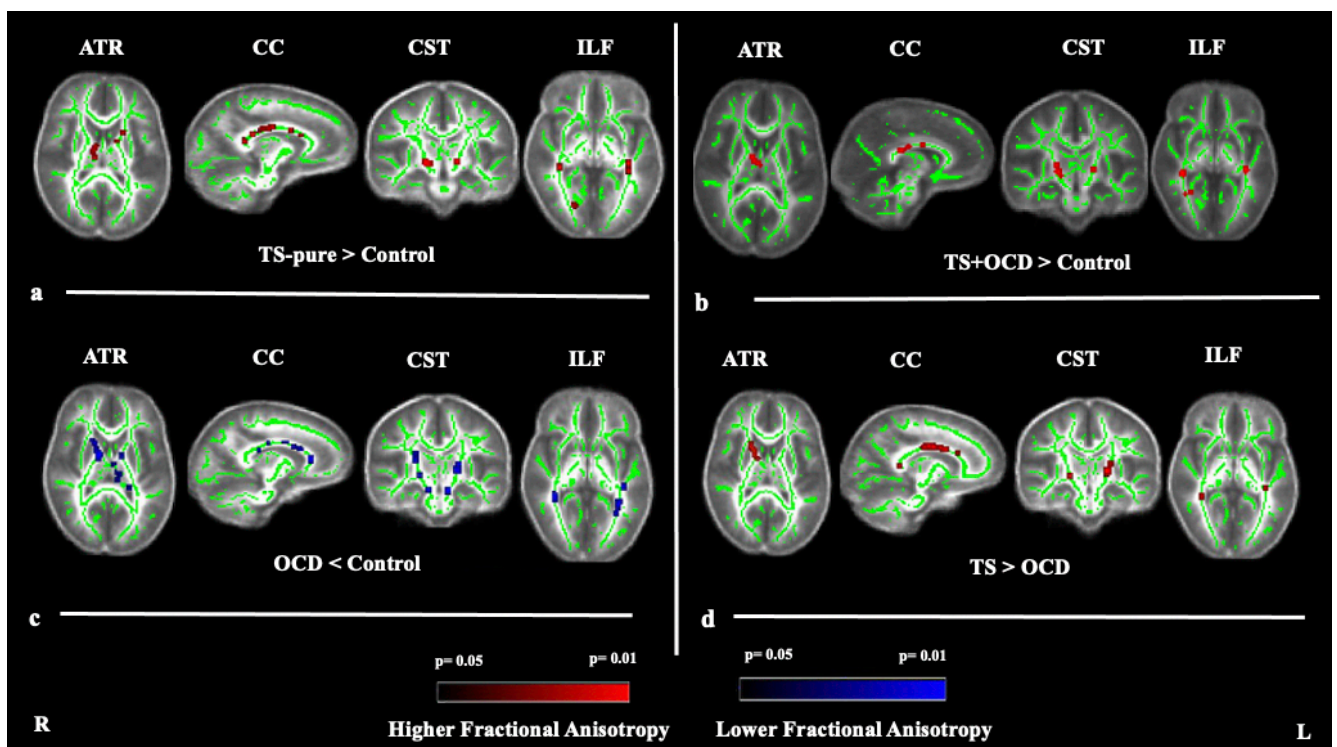 ATR CC CST ILF
TS-pure > Control
a
ATR CC CST ILF
TS+OCD > Control
b
ATR CC CST ILF
OCD < Control
c
ATR CC CST ILF
TS > OCD
d
p= 0.05 p= 0.01
Higher Fractional Anisotropy
p= 0.05 p= 0.01
Lower Fractional Anisotropy
R
L